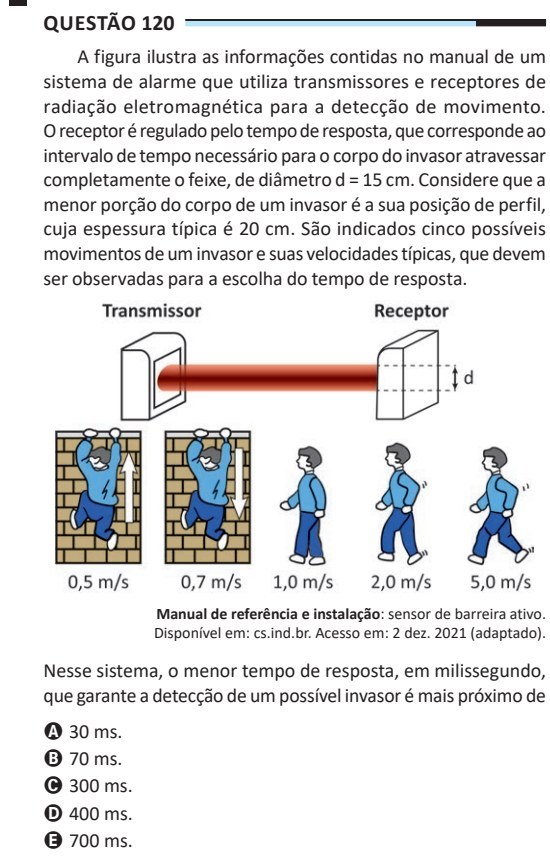 QUESTÃO 120
A figura ilustra as informações contidas no manual de um
sistema de alarme que utiliza transmissores e receptores de
radiação eletromagnética para a detecção de movimento.
O receptor é regulado pelo tempo de resposta, que corresponde ao
intervalo de tempo necessário para o corpo do invasor atravessar
completamente o feixe, de diâmetro d = 15 cm. Considere que a
menor porção do corpo de um invasor é a sua posição de perfil,
cuja espessura típica é 20 cm. São indicados cinco possíveis
movimentos de um invasor e suas velocidades típicas, que devem
ser observadas para a escolha do tempo de resposta.
Transmissor Receptor
d
0,5 m/s 0,7 m/s 1,0 m/s 2,0 m/s 5,0 m/s
Manual de referência e instalação: sensor de barreira ativo.
Disponível em: cs.ind.br. Acesso em: 2 dez. 2021 (adaptado).
Nesse sistema, o menor tempo de resposta, em milissegundo,
que garante a detecção de um possível invasor é mais próximo de
A 30 ms.
B 70 ms.
C 300 ms.
D 400 ms.
E 700 ms.